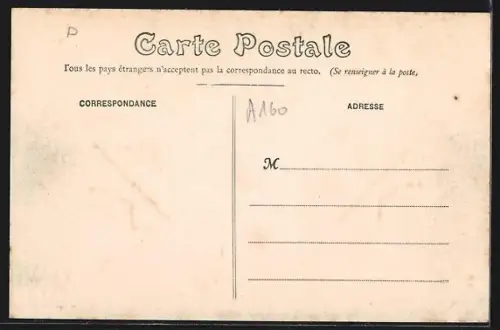 P
Carte Postale
Tous les pays étrangers n'acceptent pas la correspondance au recto. (Se renseigner à la poste.
CORRESPONDANCE
A160
ADRESSE
M